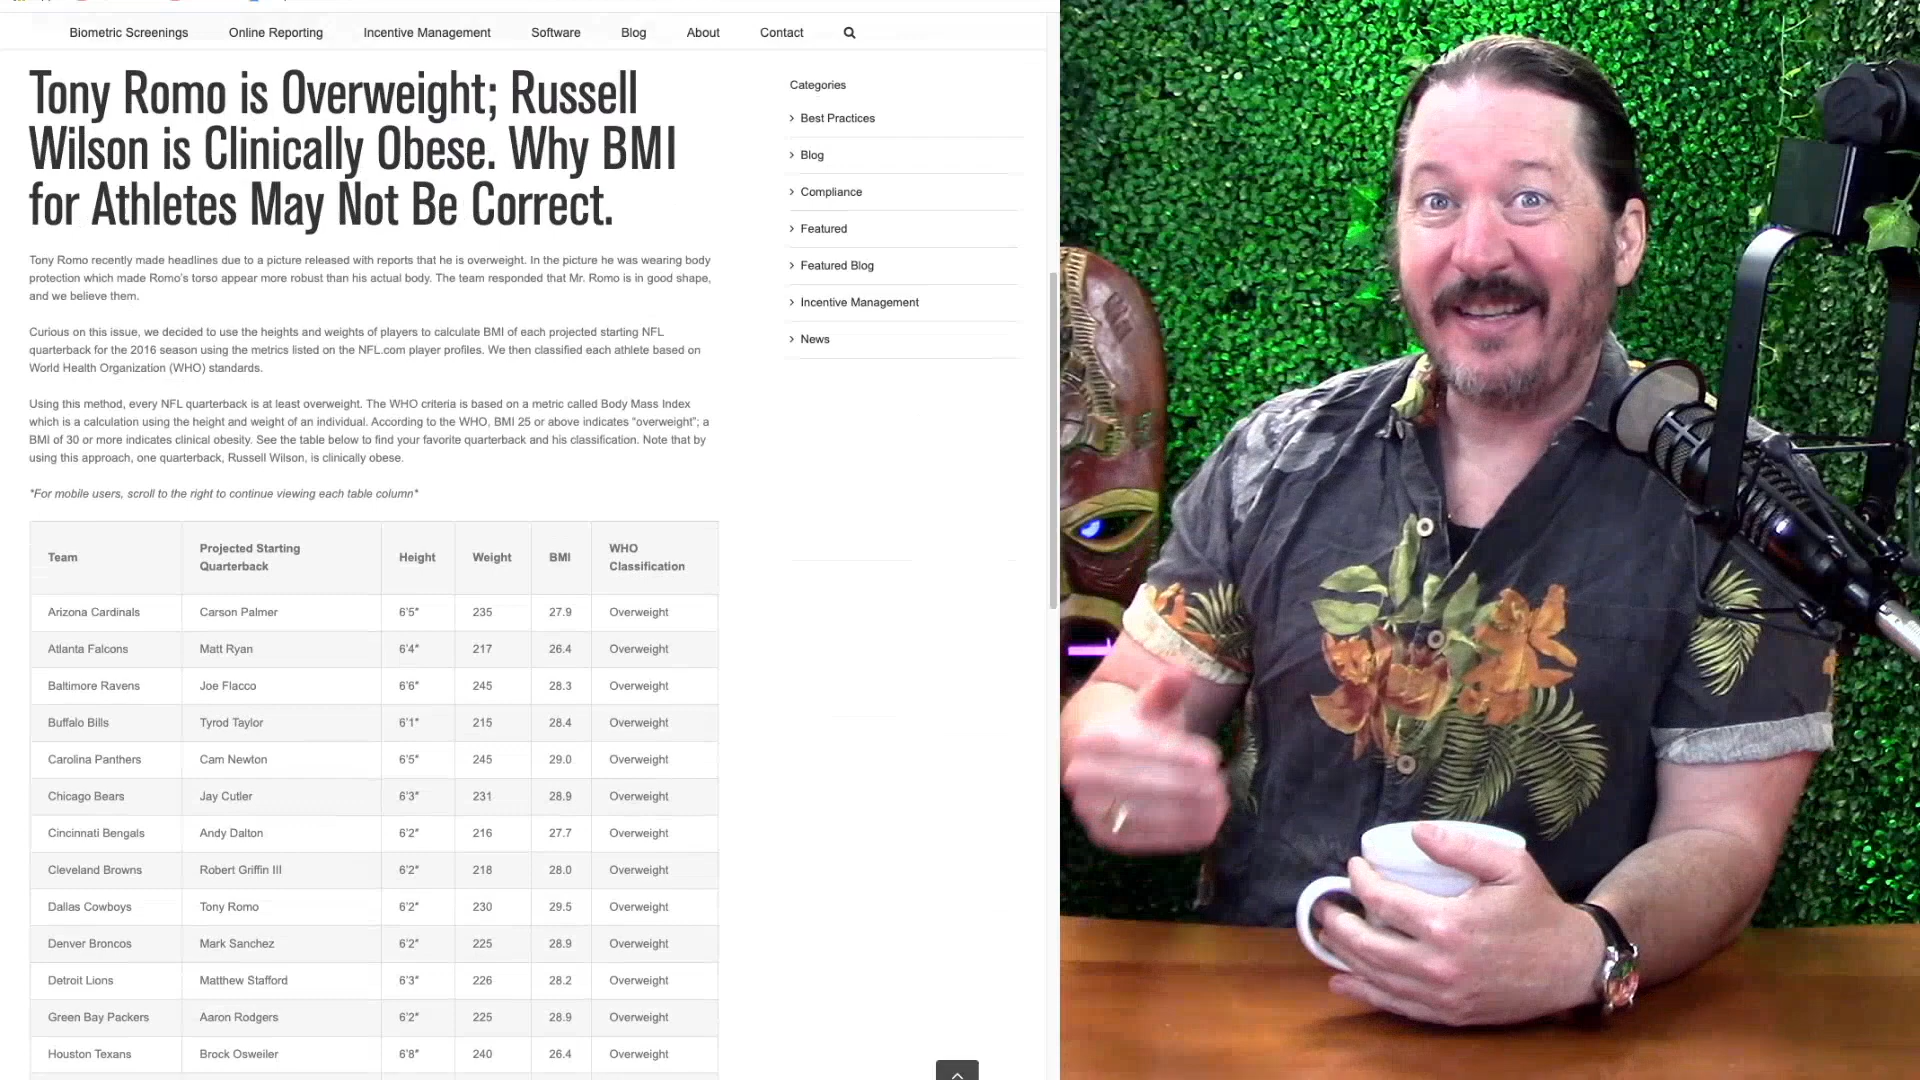 Biometric Screenings Online Reporting Incentive Management Software Blog About Contact
Tony Romo is Overweight; Russell
Wilson is Clinically Obese. Why BMI
for Athletes May Not Be Correct.
Tony Romo recently made headlines due to a picture released with reports that he is overweight. In the picture he was wearing body
protection which made Romo's torso appear more robust than his actual body. The team responded that Mr. Romo is in good shape,
and we believe them.
Curious on this issue, we decided to use the heights and weights of players to calculate BMI of each projected starting NFL
quarterback for the 2016 season using the metrics listed on the NFL.com player profiles. We then classified each athlete based on
World Health Organization (WHO) standards.
Using this method, every NFL quarterback is at least overweight. The WHO criteria is based on a metric called Body Mass Index
which is a calculation using the height and weight of an individual. According to the WHO, BMI 25 or above indicates "overweight"; a
BMI of 30 or more indicates clinical obesity. See the table below to find your favorite quarterback and his classification. Note that by
using this approach, one quarterback, Russell Wilson, is clinically obese.
*For mobile users, scroll to the right to continue viewing each table column*
Team Projected Starting Quarterback Height Weight BMI WHO Classification
Arizona Cardinals Carson Palmer 6'5″ 235 27.9 Overweight
Atlanta Falcons Matt Ryan 6'4″ 217 26.4 Overweight
Baltimore Ravens Joe Flacco 6'6″ 245 28.3 Overweight
Buffalo Bills Tyrod Taylor 6'1″ 215 28.4 Overweight
Carolina Panthers Cam Newton 6'5″ 245 29.0 Overweight
Chicago Bears Jay Cutler 6'3″ 231 28.9 Overweight
Cincinnati Bengals Andy Dalton 6'2″ 216 27.7 Overweight
Cleveland Browns Robert Griffin III 6'2″ 218 28.0 Overweight
Dallas Cowboys Tony Romo 6'2″ 230 29.5 Overweight
Denver Broncos Mark Sanchez 6'2″ 225 28.9 Overweight
Detroit Lions Matthew Stafford 6'3″ 226 28.2 Overweight
Green Bay Packers Aaron Rodgers 6'2″ 225 28.9 Overweight
Houston Texans Brock Osweiler 6'8″ 240 26.4 Overweight
Categories
Best Practices
Blog
Compliance
Featured
Featured Blog
Incentive Management
News